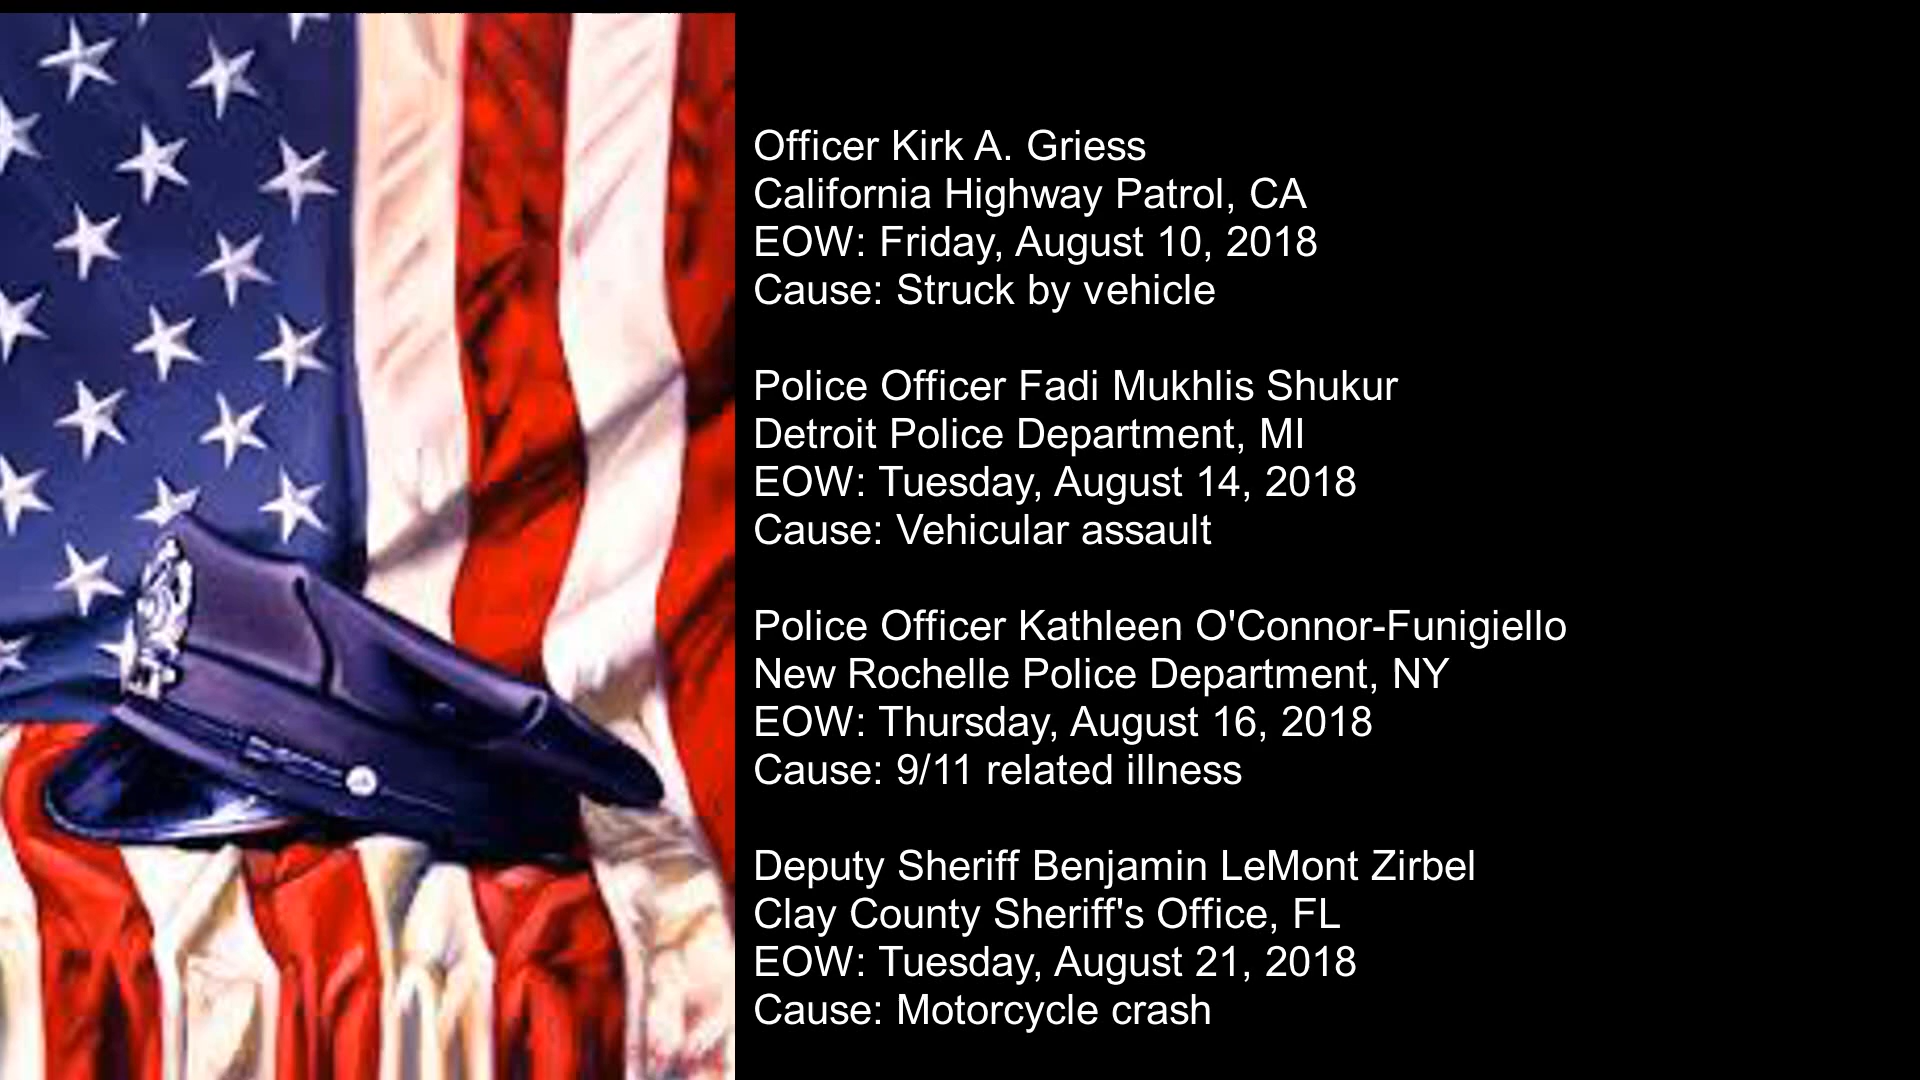 Officer Kirk A. Griess
California Highway Patrol, CA
EOW: Friday, August 10, 2018
Cause: Struck by vehicle
Police Officer Fadi Mukhlis Shukur
Detroit Police Department, MI
EOW: Tuesday, August 14, 2018
Cause: Vehicular assault
Police Officer Kathleen O'Connor-Funigiello
New Rochelle Police Department, NY
EOW: Thursday, August 16, 2018
Cause: 9/11 related illness
Deputy Sheriff Benjamin LeMont Zirbel
Clay County Sheriff's Office, FL
EOW: Tuesday, August 21, 2018
Cause: Motorcycle crash